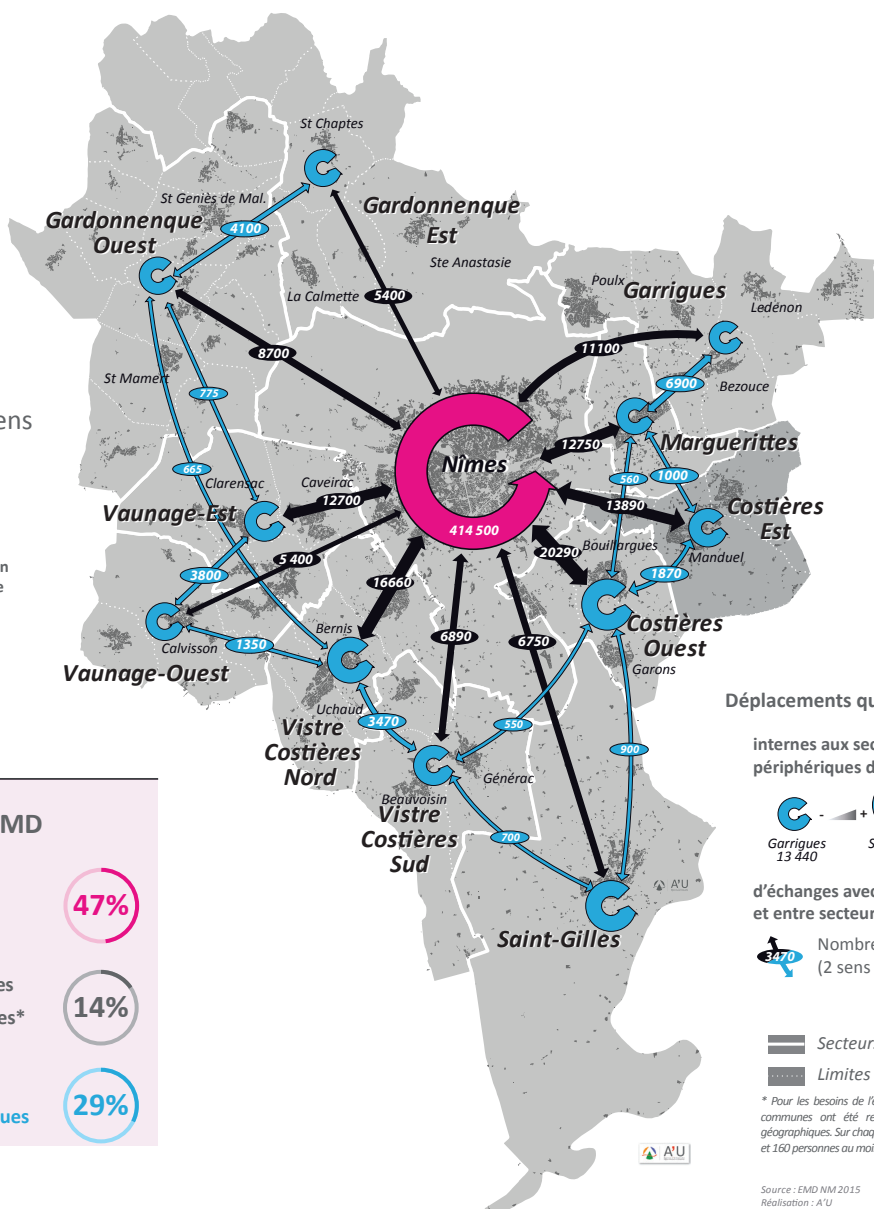 St Chaptes
St Geniès de Mal.
Gardonnenque
Ouest
4100
Gardonnenque
Est
Ste Anastasie
La Calmette
5400
Poulx
Garrigues
Ledenon
8700
11100
St Mamert
775
6900
Bezouce
ens
Marguerittes
12750
Nîmes
665
560
1000
Clarensac
Caveirac
12700
13890
Costières
Est
Vaunage-Est
414 500
20290
Bouillargues
Manduel
5 400
3800
16660
1870
n
e
Bernis
6890
6750
Costières
Ouest
Calvisson
1350
Vaunage-Ouest
Garons
Uchaud
3470
550
Vistre
Costières
Nord
900
Générac
Beauvoisin
Vistre
Costières
Sud
700
A'U
Saint-Gilles
Déplacements qu
internes aux sec
périphériques d
- +
Garrigues
13 440
S
d'échanges avec
et entre secteur
3470
Nombre
(2 sens
Secteur
Limites
* Pour les besoins de l'é
communes ont été re
géographiques. Sur chaq
et 160 personnes au moi
Source : EMD NM 2015
Réalisation : A'U
MD
47%
es
es*
14%
ues
29%
A'U